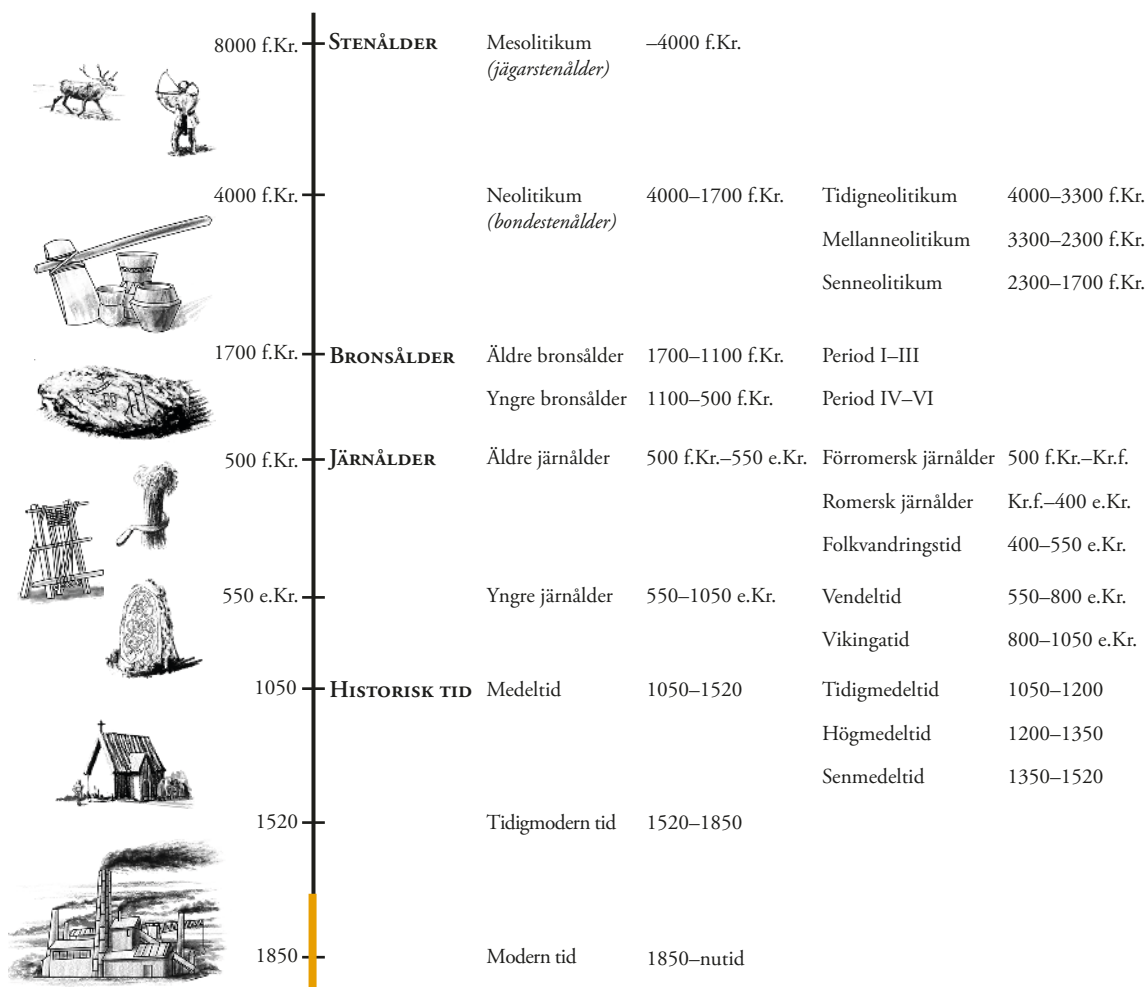 8000 f.Kr. STENÅLDER Mesolitikum –4000 f.Kr.
(jägarstenålder)
4000 f.Kr. Neolitikum 4000–1700 f.Kr. Tidigneolitikum 4000–3300 f.Kr.
(bondestenålder)
Mellanneolitikum 3300–2300 f.Kr.
Senneolitikum 2300–1700 f.Kr.
1700 f.Kr. BRONSÅLDER Äldre bronsålder 1700–1100 f.Kr. Period I–III
Yngre bronsålder 1100–500 f.Kr. Period IV–VI
500 f.Kr. JÄRNÅLDER Äldre järnålder 500 f.Kr.–550 e.Kr. Förromersk järnålder 500 f.Kr.–Kr.f.
Romersk järnålder Kr.f.–400 e.Kr.
Folkvandringstid 400–550 e.Kr.
550 e.Kr. Yngre järnålder 550–1050 e.Kr. Vendeltid 550–800 e.Kr.
Vikingatid 800–1050 e.Kr.
1050 HISTORISK TID Medeltid 1050–1520 Tidigmedeltid 1050–1200
Högmedeltid 1200–1350
Senmedeltid 1350–1520
1520 Tidigmodern tid 1520–1850
1850 Modern tid 1850–nutid